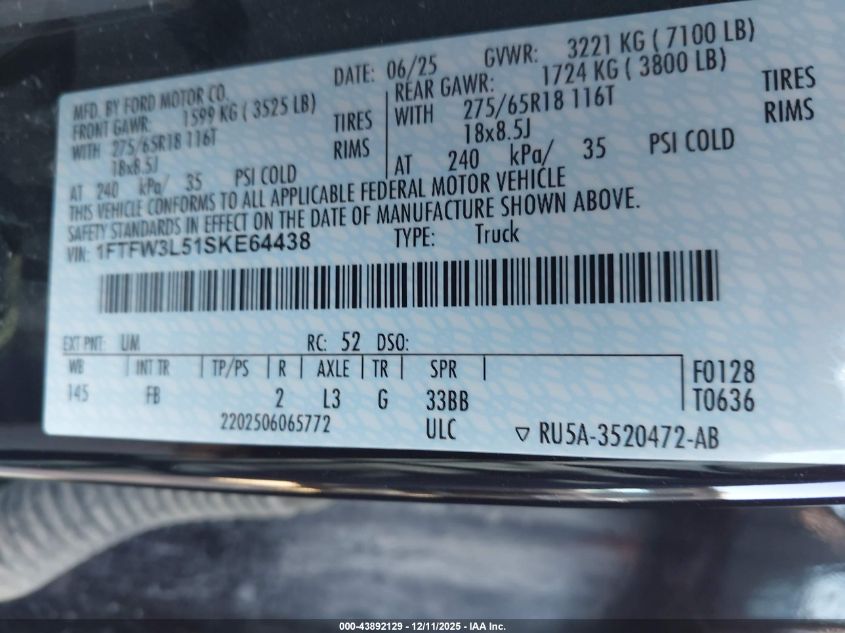 MFD. BY FORD MOTOR CO.
DATE: 06/25 GVWR: 3221 KG ( 7100 LB)
FRONT GAWR: 1599 KG ( 3525 LB)
WITH 275/65R18 116T TIRES
18x8.5J RIMS
AT 240 kPa/ 35 PSI COLD
REAR GAWR: 1724 KG ( 3800 LB)
WITH 275/65R18 116T TIRES
18x8.5J RIMS
AT 240 kPa/ 35 PSI COLD
THIS VEHICLE CONFORMS TO ALL APPLICABLE FEDERAL MOTOR VEHICLE
SAFETY STANDARDS IN EFFECT ON THE DATE OF MANUFACTURE SHOWN ABOVE.
VIN: 1FTFW3L51SKE64438 TYPE: Truck
EXT PNT: UM RC: 52 DSO:
WB INT TR TP/PS R AXLE TR SPR
145 FB 2 L3 G 33BB
F0128
T0636
2202506065772 ULC ▽ RU5A-3520472-AB
000-43892129 - 12/11/2025 - IAA Inc.